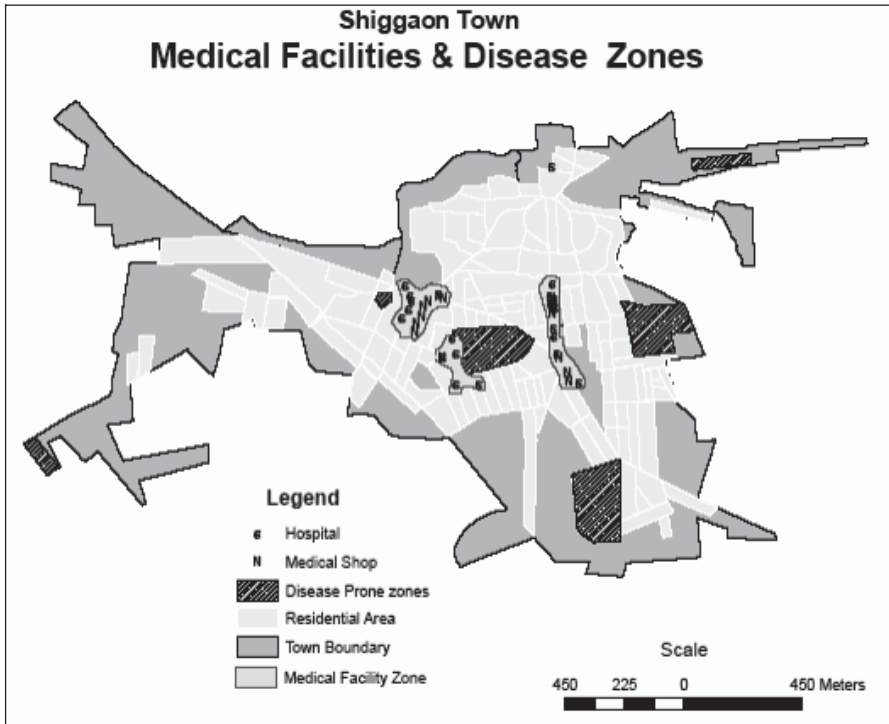 Shiggaon Town
Medical Facilities & Disease Zones
Legend
Hospital
N Medical Shop
Disease Prone zones
Residential Area
Town Boundary
Medical Facility Zone
Scale
450 225 0 450 Meters